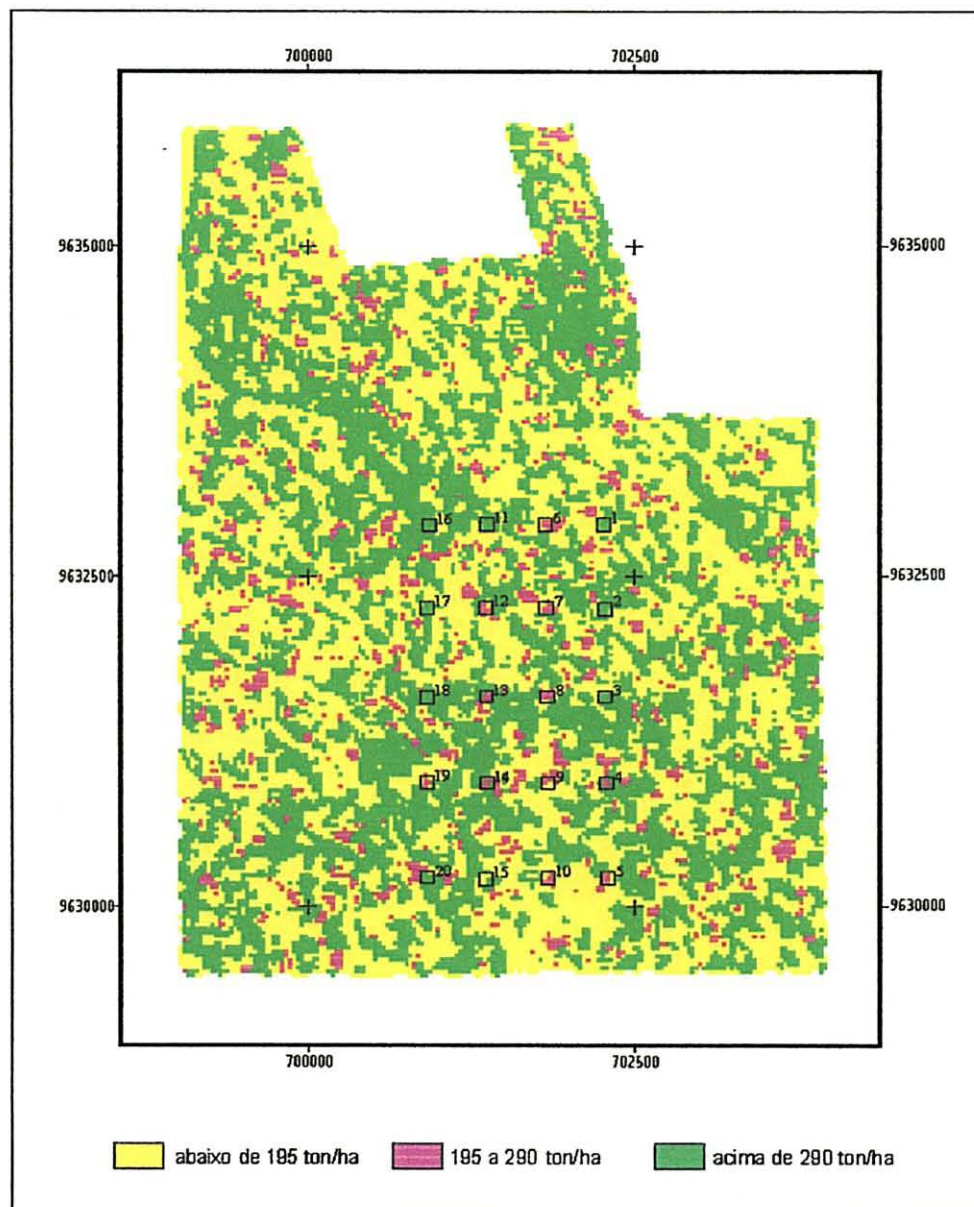 700000 702500
9635000 9635000
16 11 6 1
9632500 9632500
17 12 7 2
18 13 8 3
19 14 9 4
20 15 10 5
9630000 9630000
700000 702500
abaixo de 195 ton/ha 195 a 290 ton/ha acima de 290 ton/ha